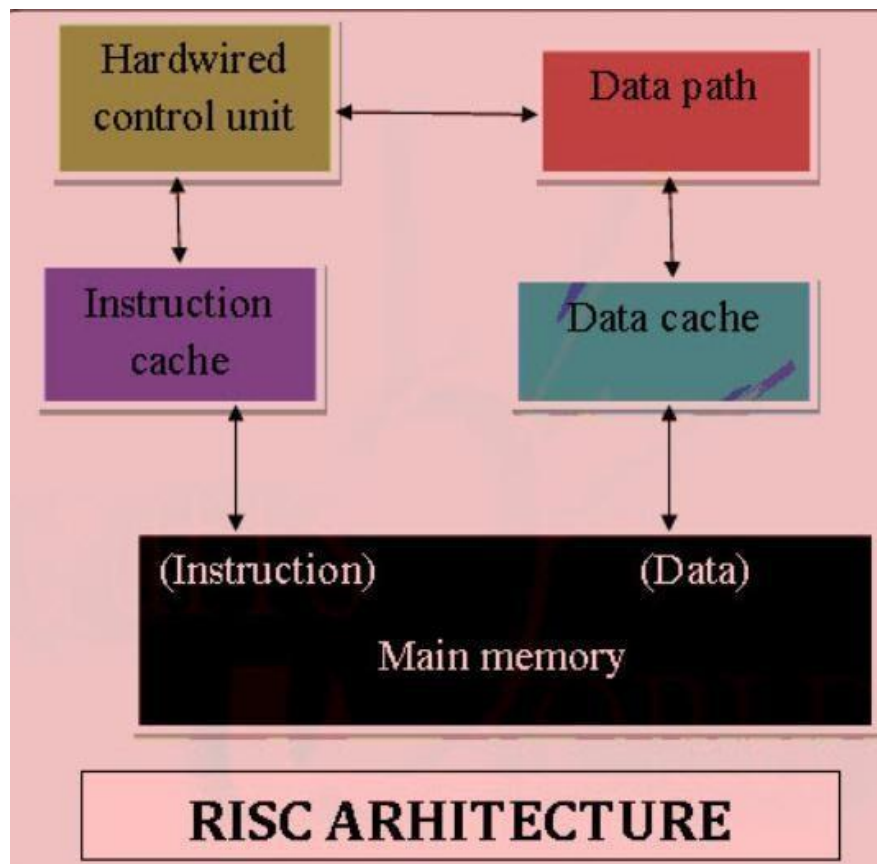 Hardwired
control unit
Data path
Instruction
cache
Data cache
(Instruction)
(Data)
Main memory
RISC ARHITECTURE